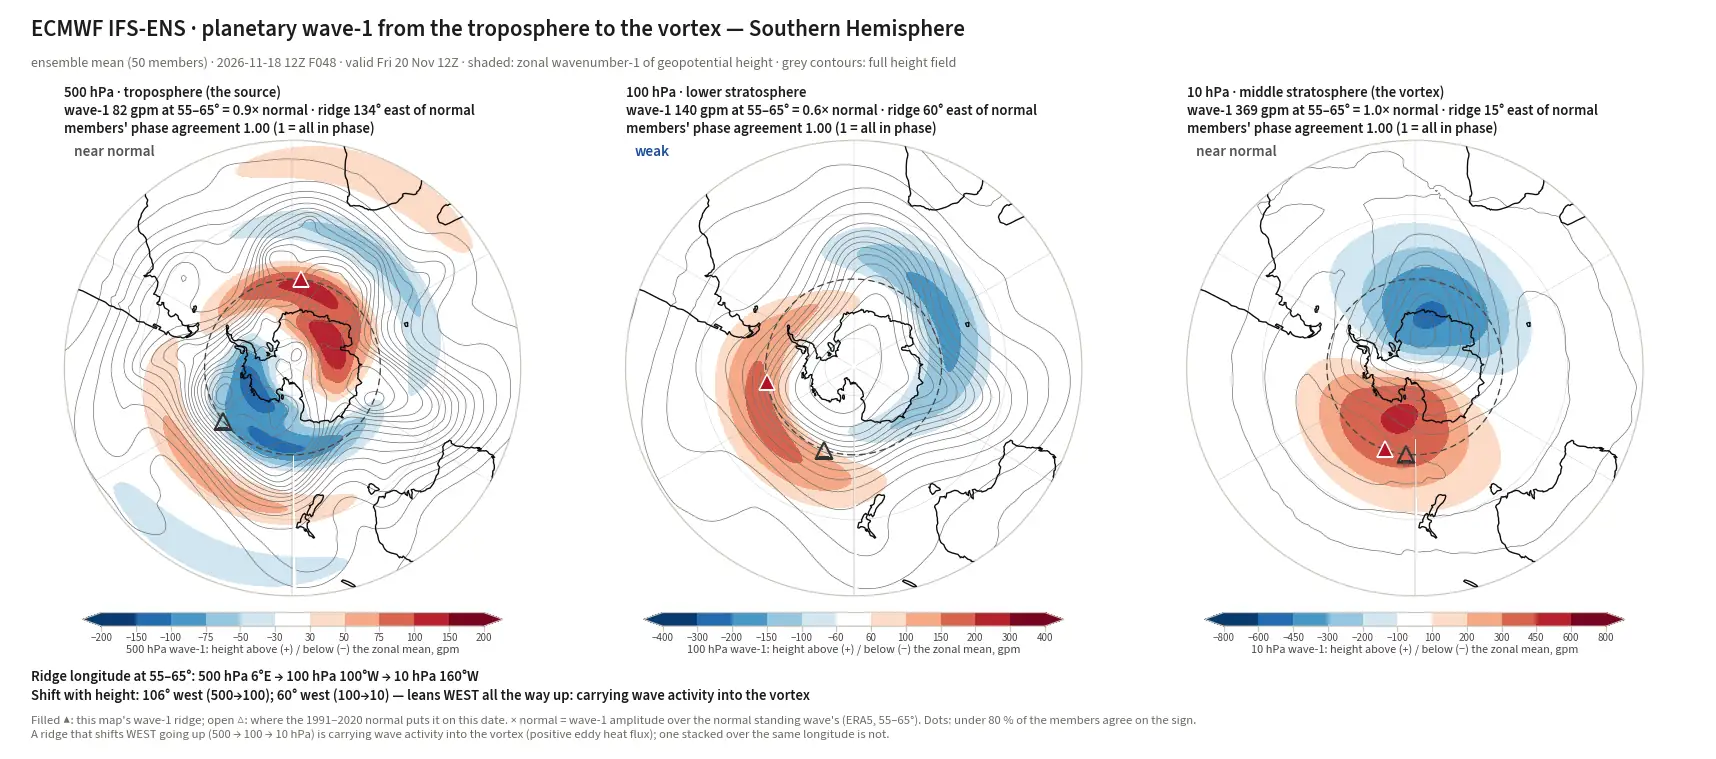 ECMWF IFS-ENS · planetary wave-1 from the troposphere to the vortex — Southern Hemisphere
ensemble mean (50 members) · 2026-11-18 12Z F048 · valid Fri 20 Nov 12Z · shaded: zonal wavenumber-1 of geopotential height · grey contours: full height field
500 hPa · troposphere (the source)
wave-1 82 gpm at 55–65° = 0.9× normal · ridge 134° east of normal
members' phase agreement 1.00 (1 = all in phase)
near normal
100 hPa · lower stratosphere
wave-1 140 gpm at 55–65° = 0.6× normal · ridge 60° east of normal
members' phase agreement 1.00 (1 = all in phase)
weak
10 hPa · middle stratosphere (the vortex)
wave-1 369 gpm at 55–65° = 1.0× normal · ridge 15° east of normal
members' phase agreement 1.00 (1 = all in phase)
near normal
−200 −150 −100 −75 −50 −30 30 50 75 100 150 200
500 hPa wave-1: height above (+) / below (−) the zonal mean, gpm
−400 −300 −200 −150 −100 −60 60 100 150 200 300 400
100 hPa wave-1: height above (+) / below (−) the zonal mean, gpm
−800 −600 −450 −300 −200 −100 100 200 300 450 600 800
10 hPa wave-1: height above (+) / below (−) the zonal mean, gpm
Ridge longitude at 55–65°: 500 hPa 6°E → 100 hPa 100°W → 10 hPa 160°W
Shift with height: 106° west (500→100); 60° west (100→10) — leans WEST all the way up: carrying wave activity into the vortex
Filled ▲: this map's wave-1 ridge; open △: where the 1991–2020 normal puts it on this date. × normal = wave-1 amplitude over the normal standing wave's (ERA5, 55–65°). Dots: under 80 % of the members agree on the sign.
A ridge that shifts WEST going up (500 → 100 → 10 hPa) is carrying wave activity into the vortex (positive eddy heat flux); one stacked over the same longitude is not.